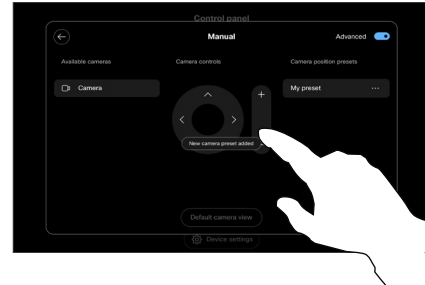 Control panel
Manual
Advanced
Available cameras
Camera controls
Camera position presets
Camera
My preset
New camera preset added
Default camera view
Device settings